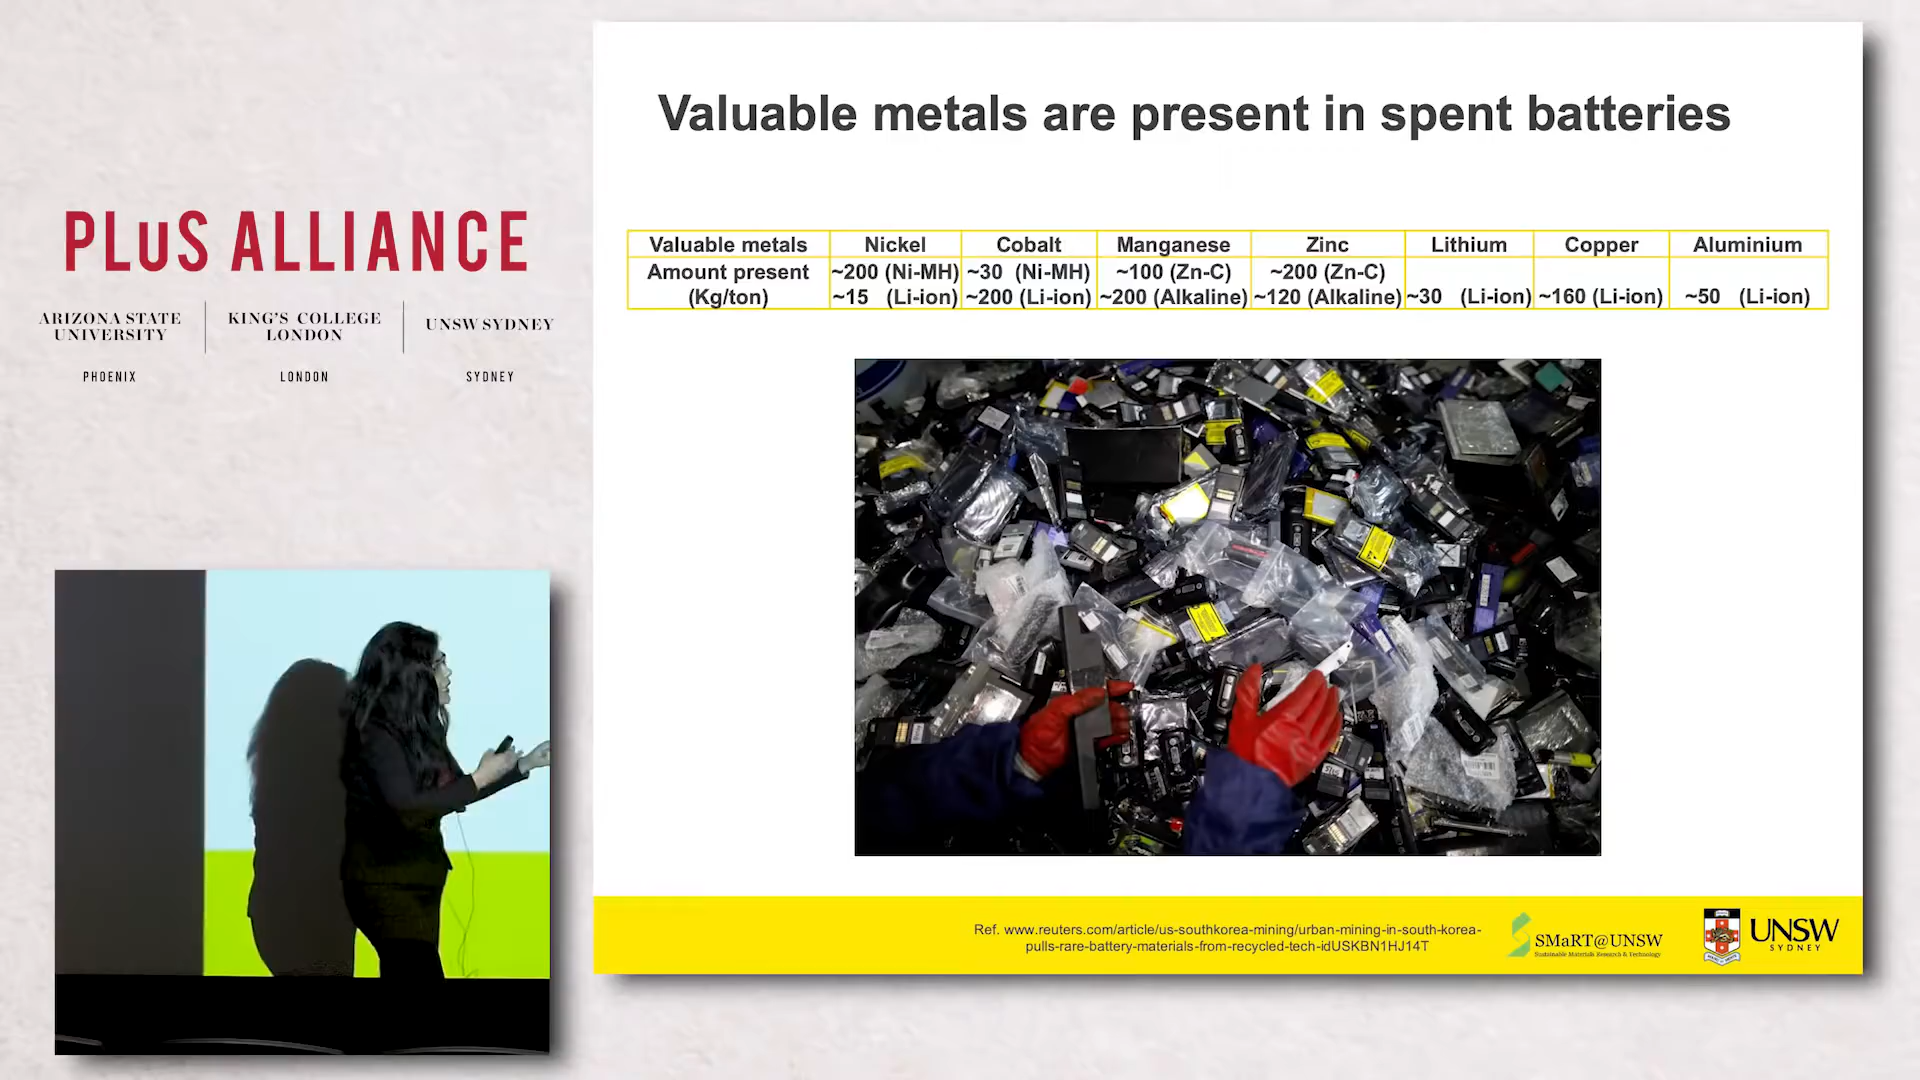 PLuS ALLIANCE
ARIZONA STATE UNIVERSITY
PHOENIX
KING'S COLLEGE LONDON
LONDON
UNSW SYDNEY
SYDNEY
Valuable metals are present in spent batteries
Valuable metals Nickel Cobalt Manganese Zinc Lithium Copper Aluminium
Amount present ~200 (Ni-MH) ~30 (Ni-MH) ~100 (Zn-C) ~200 (Zn-C)
(Kg/ton) ~15 (Li-ion) ~200 (Li-ion) ~200 (Alkaline) ~120 (Alkaline) ~30 (Li-ion) ~160 (Li-ion) ~50 (Li-ion)
Ref. www.reuters.com/article/us-southkorea-mining/urban-mining-in-south-korea-
pulls-rare-battery-materials-from-recycled-tech-idUSKBN1HJ14T
SMaRT@UNSW
Sustainable Materials Research & Technology
UNSW
SYDNEY